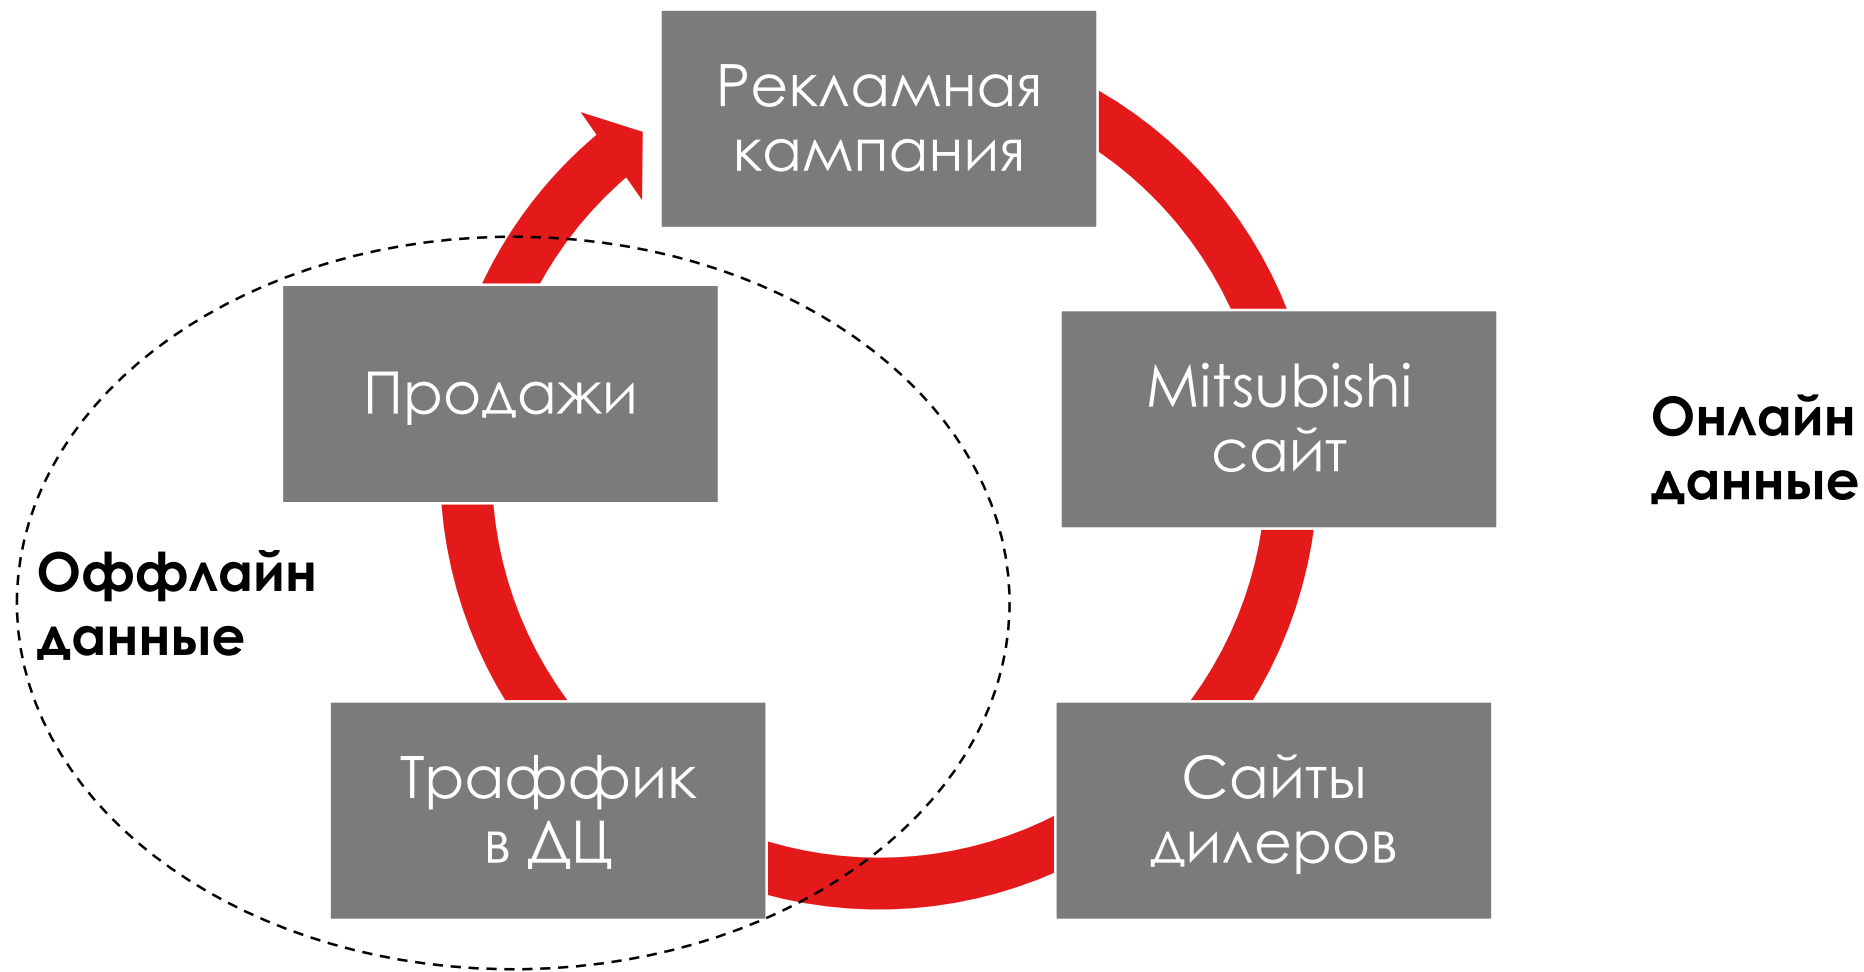 Рекламная
кампания
Mitsubishi
сайт
Онлайн
данные
Сайты
дилеров
Траффик
в ДЦ
Продажи
Оффлайн
данные